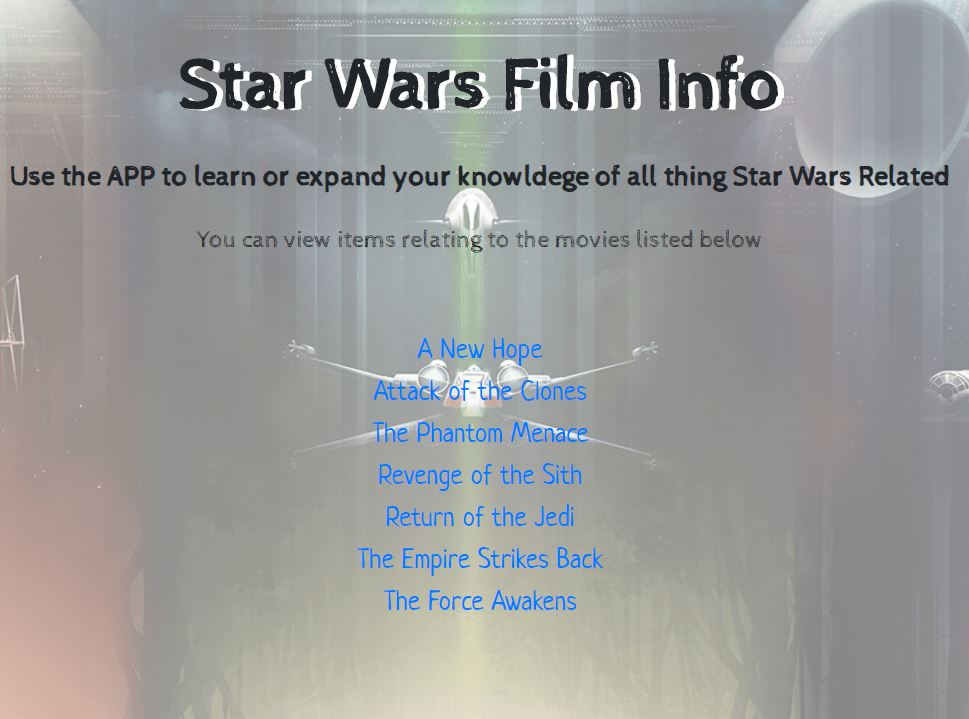 Star Wars Film Info
Use the APP to learn or expand your knowldege of all thing Star Wars Related
You can view items relating to the movies listed below
A New Hope
Attack of the Clones
The Phantom Menace
Revenge of the Sith
Return of the Jedi
The Empire Strikes Back
The Force Awakens